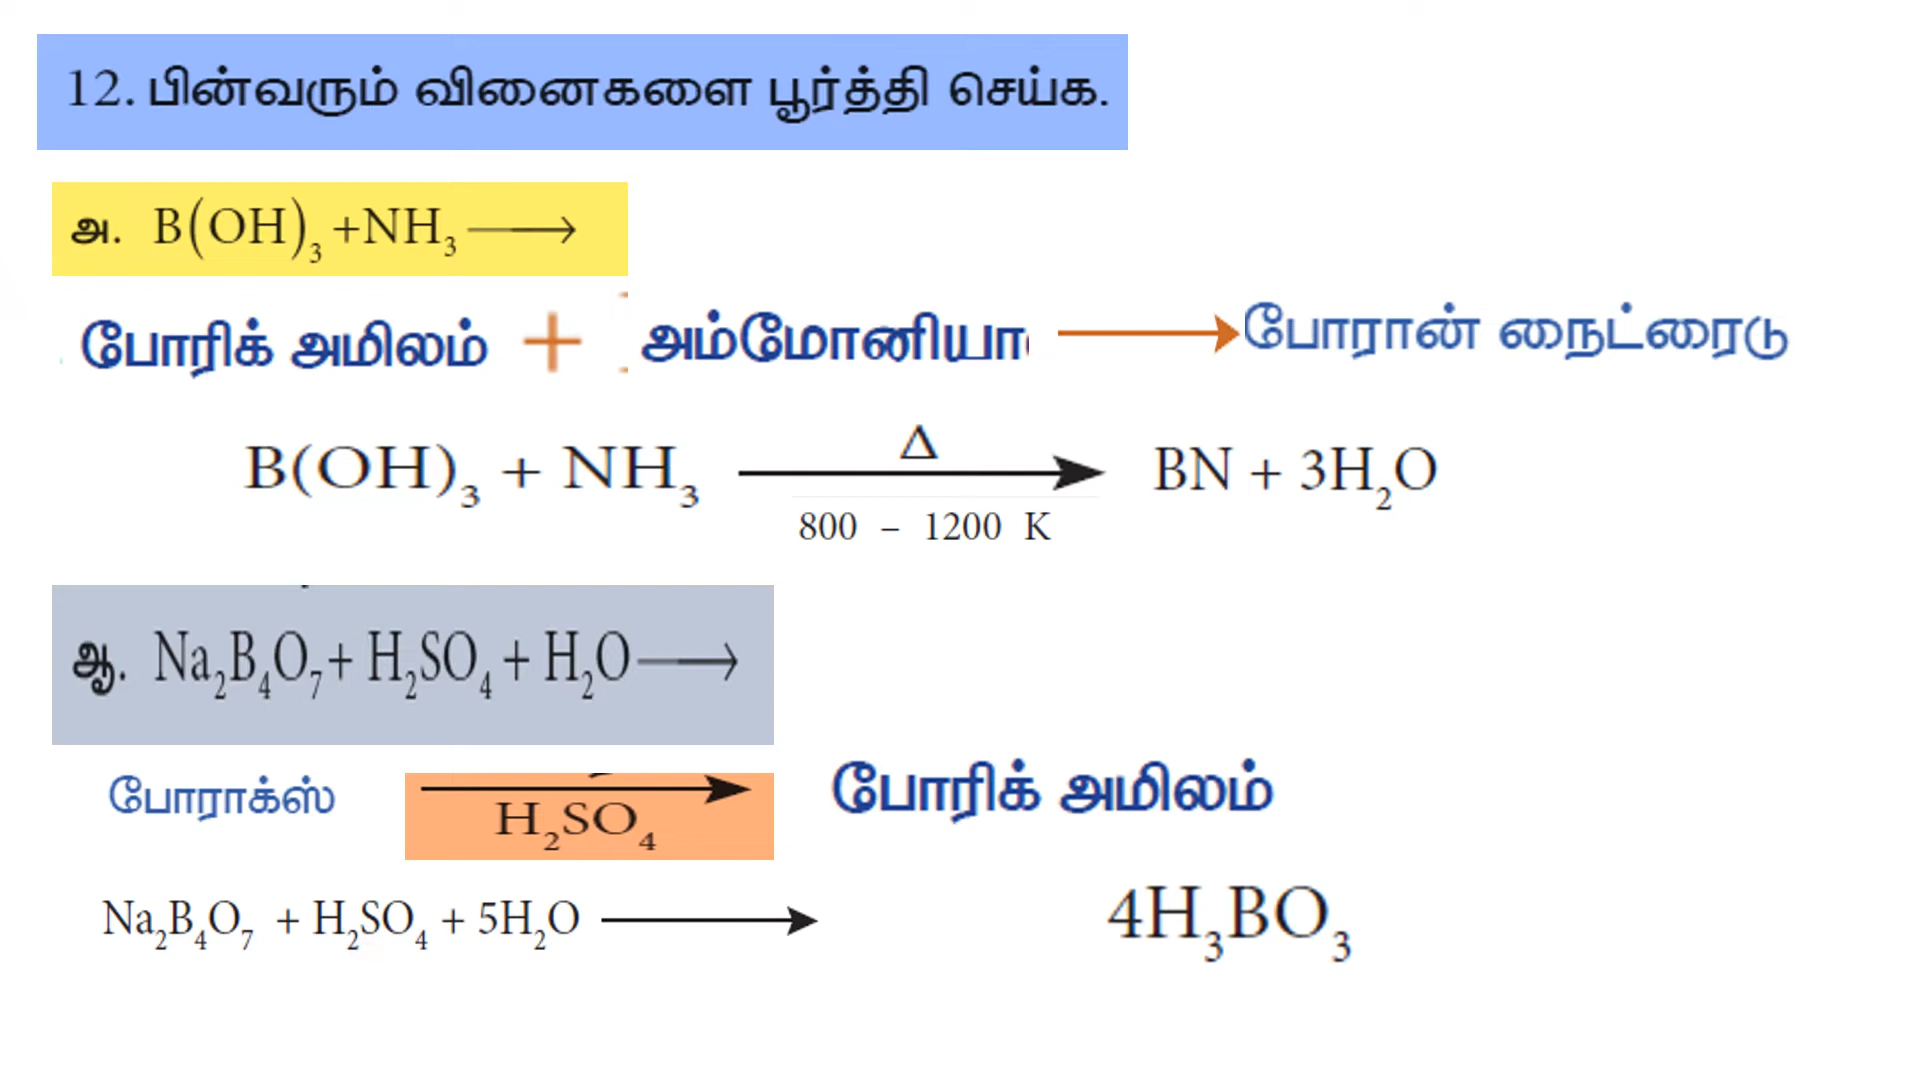 12. பின்வரும் வினைகளை பூர்த்தி செய்க.
அ. B(OH)₃ +NH₃ ⟶
போரிக் அமிலம் + அம்மோனியா → போரான் நைட்ரைடு
Δ
B(OH)₃ + NH₃ ⟶ BN + 3H₂O
800 – 1200 K
ஆ. Na₂B₄O₇+ H₂SO₄ + H₂O ⟶
போராக்ஸ் ⟶ போரிக் அமிலம்
H₂SO₄
Na₂B₄O₇ + H₂SO₄ + 5H₂O ⟶ 4H₃BO₃